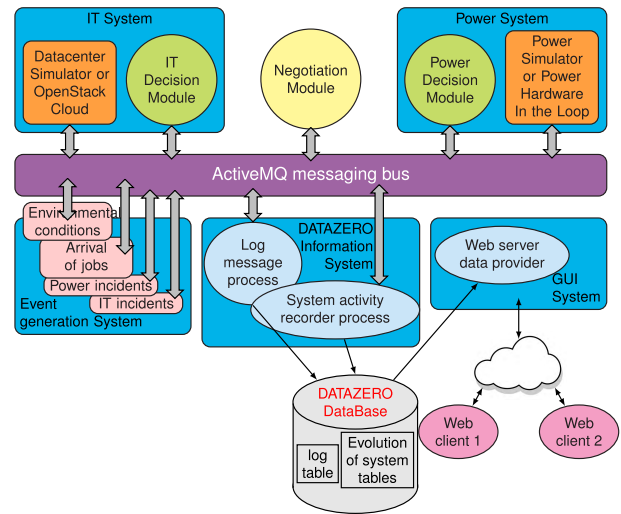 IT System
Power System
Datacenter
Simulator or
OpenStack
Cloud
IT
Decision
Module
Negotiation
Module
Power
Decision
Module
Power
Simulator
or Power
Hardware
In the Loop
ActiveMQ messaging bus
Environmental
conditions
Arrival
of jobs
Power incidents
IT incidents
Event
generation System
Log
message
process
DATAZERO
Information
System
System activity
recorder process
Web server
data provider
GUI
System
DATAZERO
DataBase
log
table
Evolution
of system
tables
Web
client 1
Web
client 2